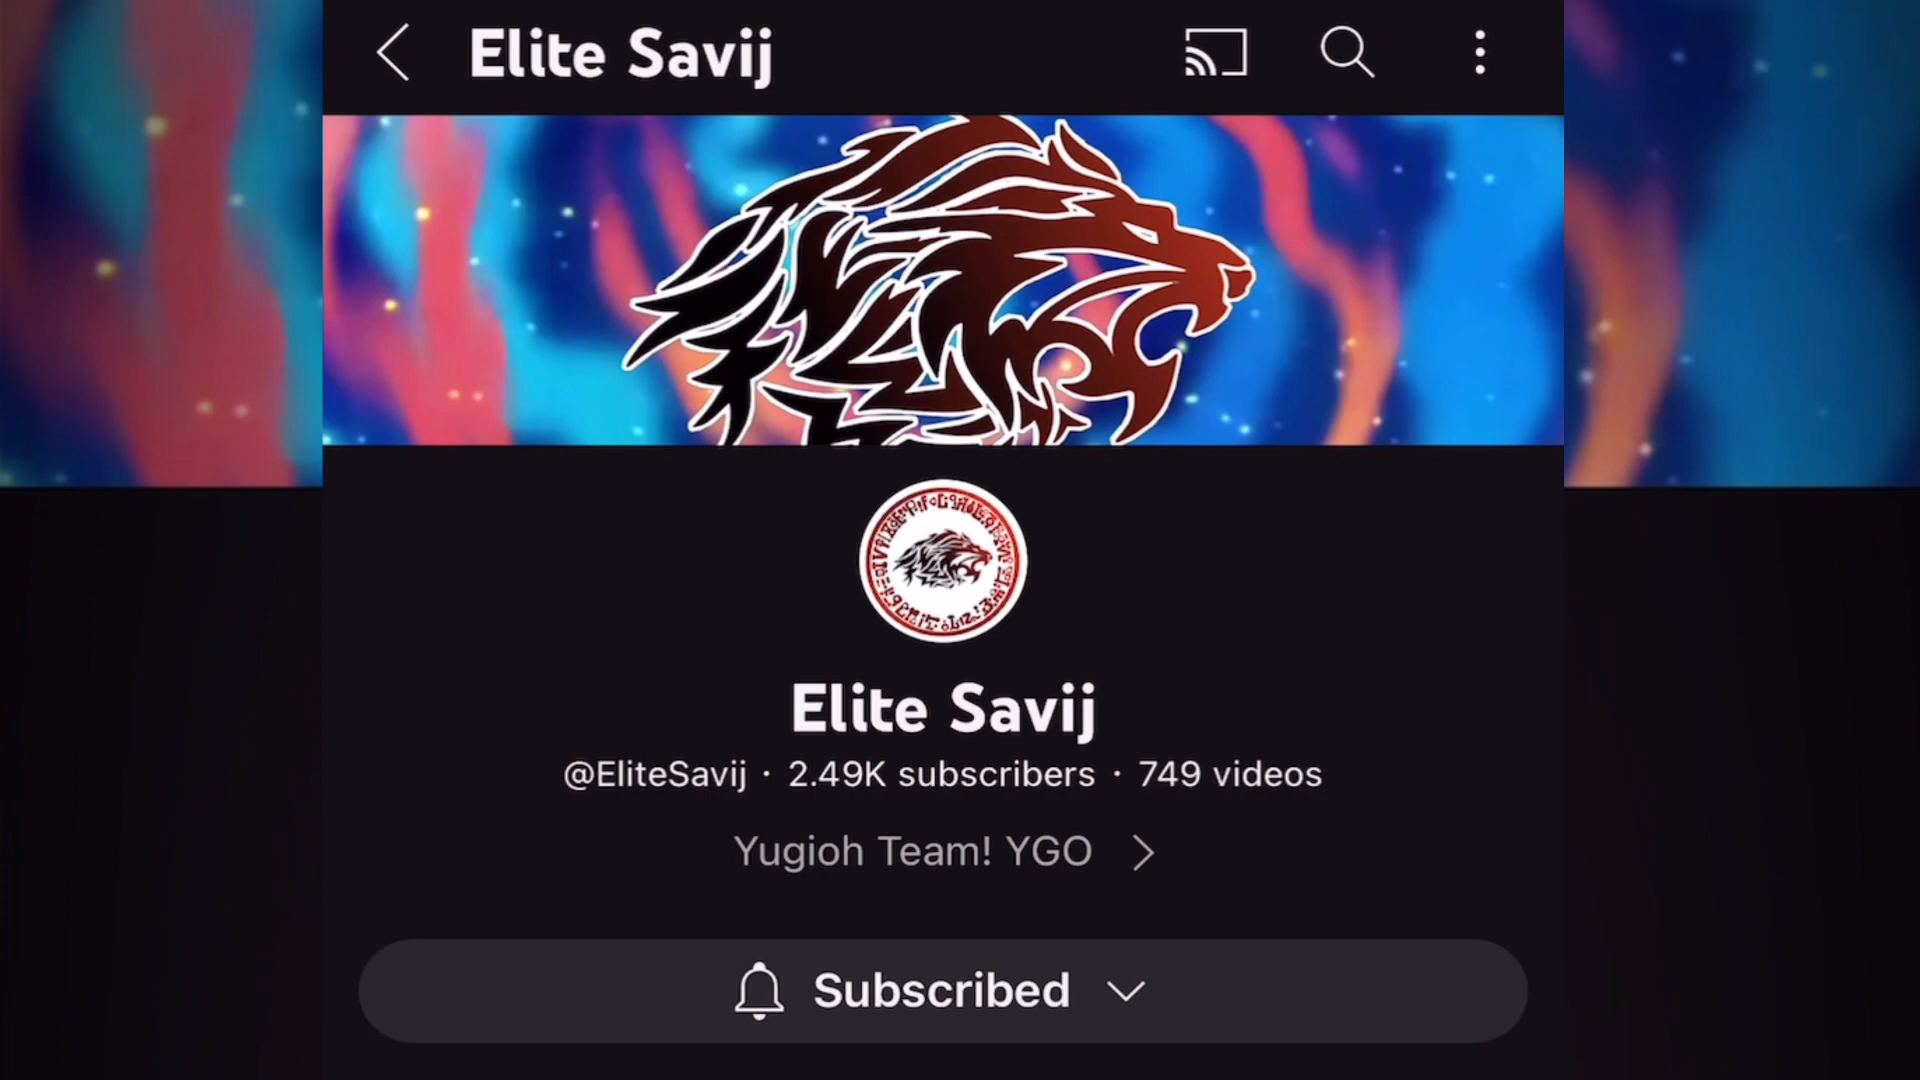 Elite Savij
Elite Savij
@EliteSavij · 2.49K subscribers · 749 videos
Yugioh Team! YGO
Subscribed